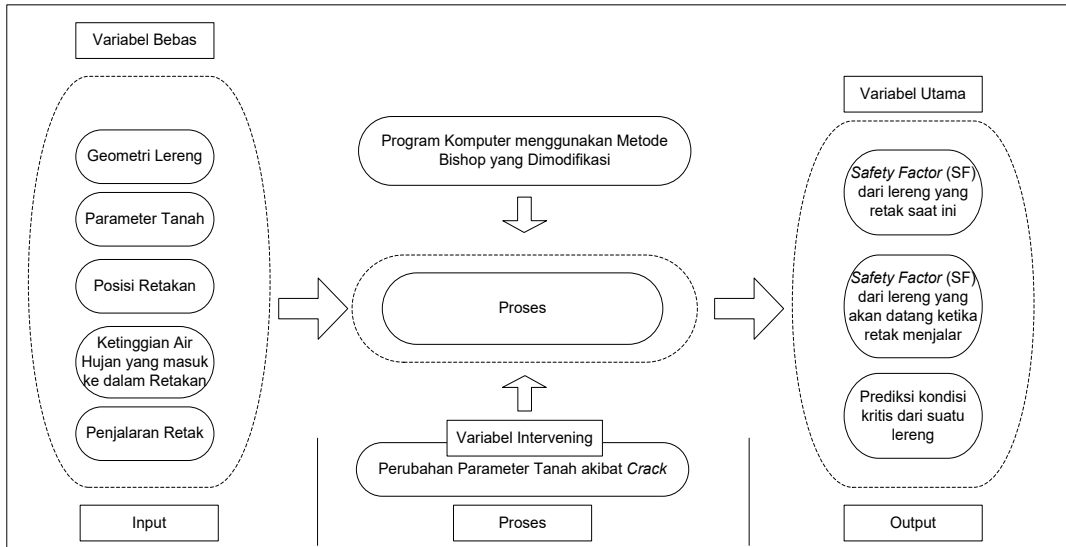 Variabel Bebas
Geometri Lereng
Parameter Tanah
Posisi Retakan
Ketinggian Air
Hujan yang masuk
ke dalam Retakan
Penjalaran Retak
Input
Program Komputer menggunakan Metode
Bishop yang Dimodifikasi
Proses
Variabel Intervening
Perubahan Parameter Tanah akibat Crack
Proses
Variabel Utama
Safety Factor (SF)
dari lereng yang
retak saat ini
Safety Factor (SF)
dari lereng yang
akan datang ketika
retak menjalar
Prediksi kondisi
kritis dari suatu
lereng
Output